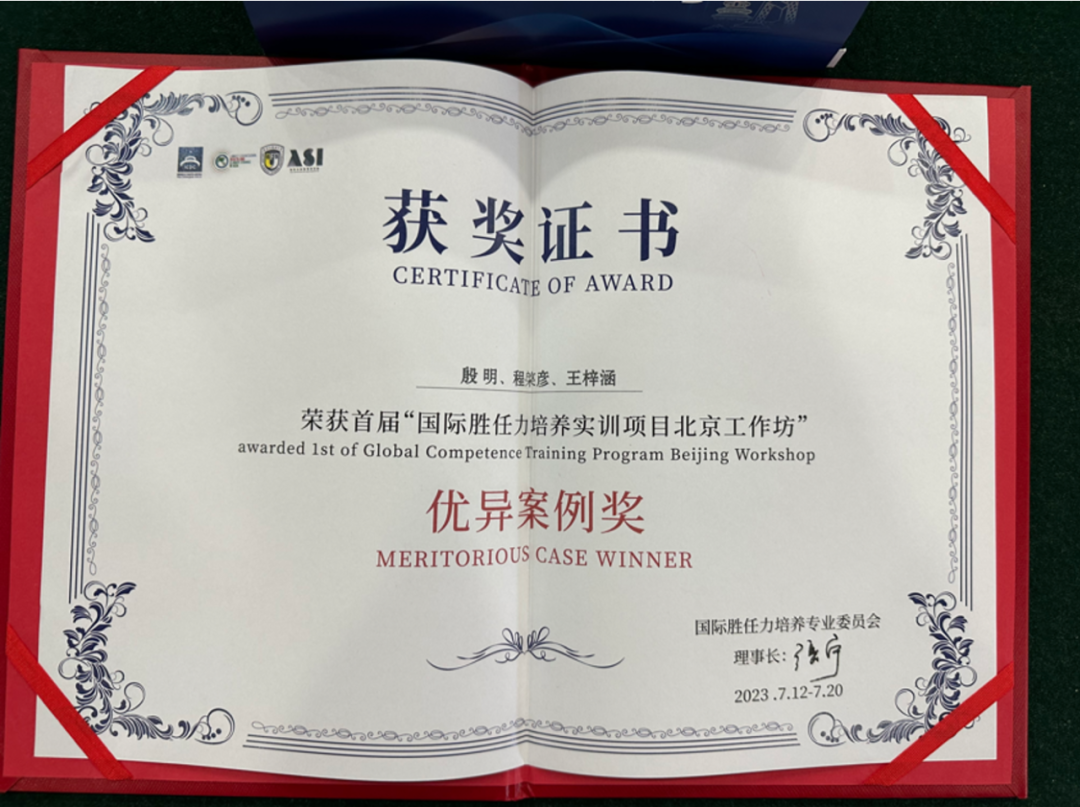 ASI
获奖证书
CERTIFICATE OF AWARD
殷明、程荣彦、王梓涵
荣获首届“国际胜任力培养实训项目北京工作坊”
awarded 1st of Global Competence Training Program Beijing Workshop
优异案例奖
MERITORIOUS CASE WINNER
国际胜任力培养专业委员会
理事长：
2023.7.12-7.20